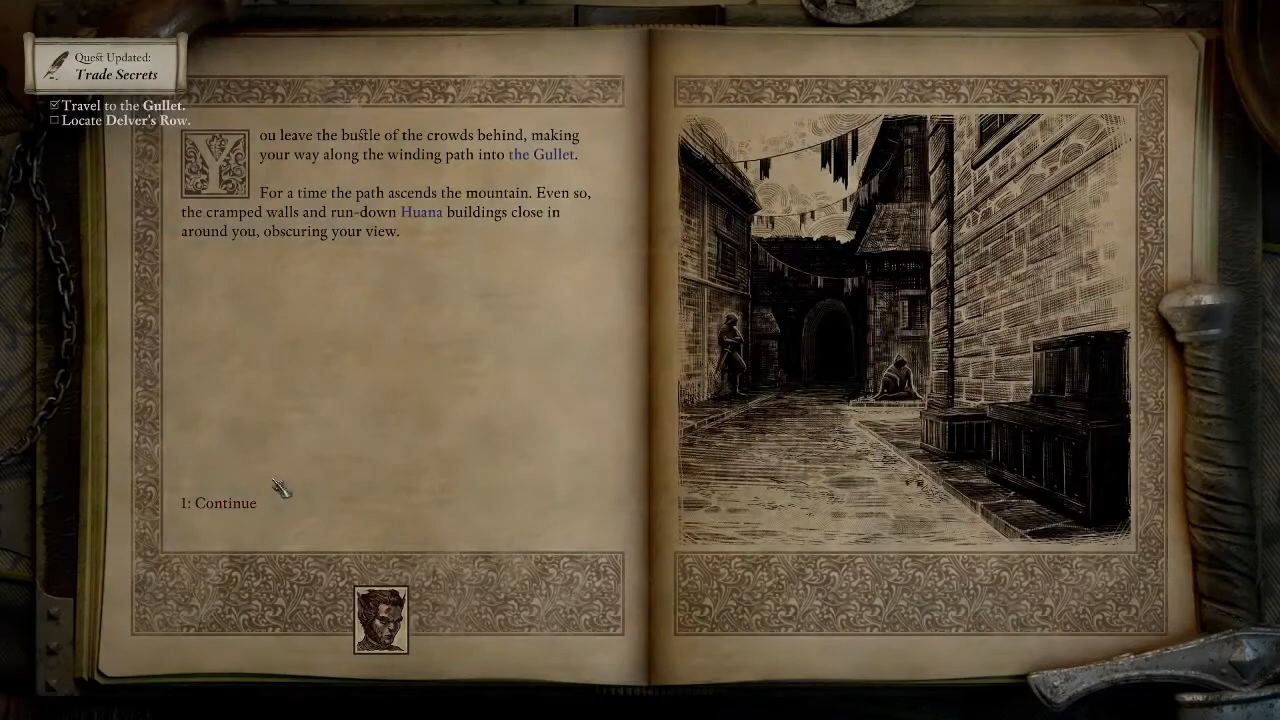 Quest Updated:
Trade Secrets
Travel to the Gullet.
Locate Delver's Row.
You leave the bustle of the crowds behind, making
your way along the winding path into the Gullet.
For a time the path ascends the mountain. Even so,
the cramped walls and run-down Huana buildings close in
around you, obscuring your view.
1: Continue